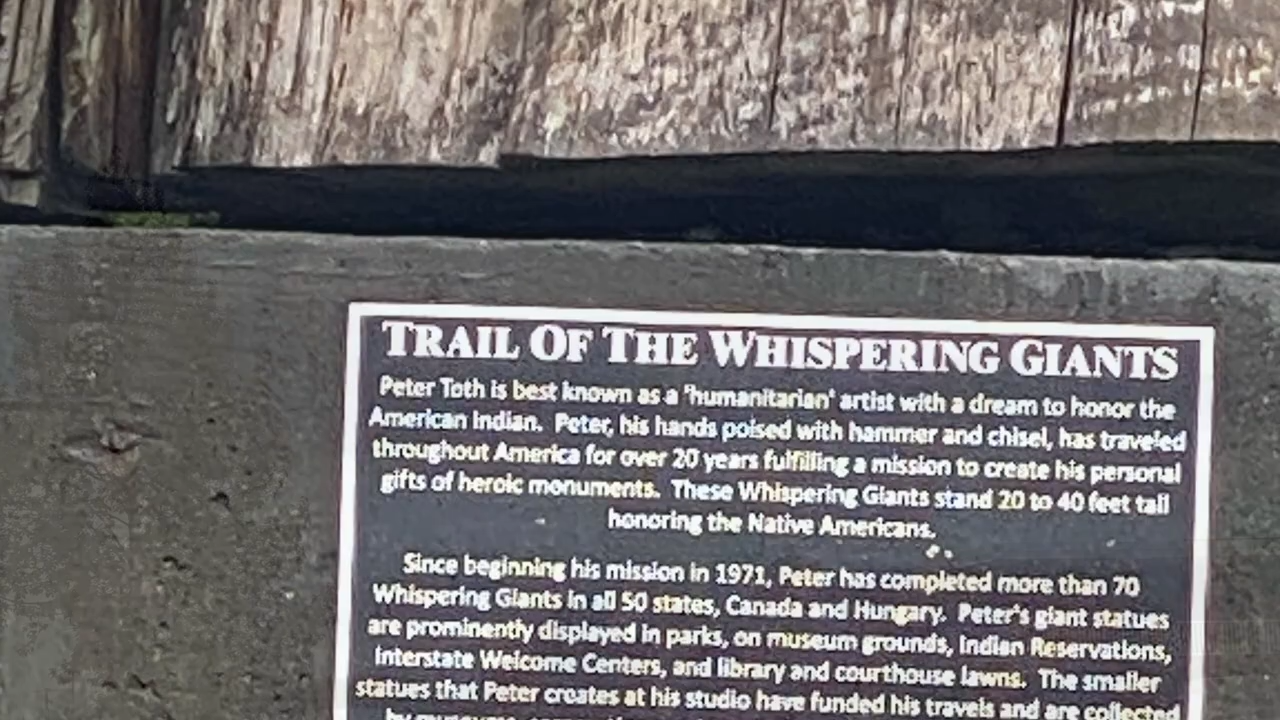 TRAIL OF THE WHISPERING GIANTS
Peter Toth is best known as a 'humanitarian' artist with a dream to honor the
American Indian. Peter, his hands poised with hammer and chisel, has traveled
throughout America for over 20 years fulfilling a mission to create his personal
gifts of heroic monuments. These Whispering Giants stand 20 to 40 feet tall
honoring the Native Americans.
Since beginning his mission in 1971, Peter has completed more than 70
Whispering Giants in all 50 states, Canada and Hungary. Peter's giant statues
are prominently displayed in parks, on museum grounds, Indian Reservations,
Interstate Welcome Centers, and library and courthouse lawns. The smaller
statues that Peter creates at his studio have funded his travels and are collected
by museums,